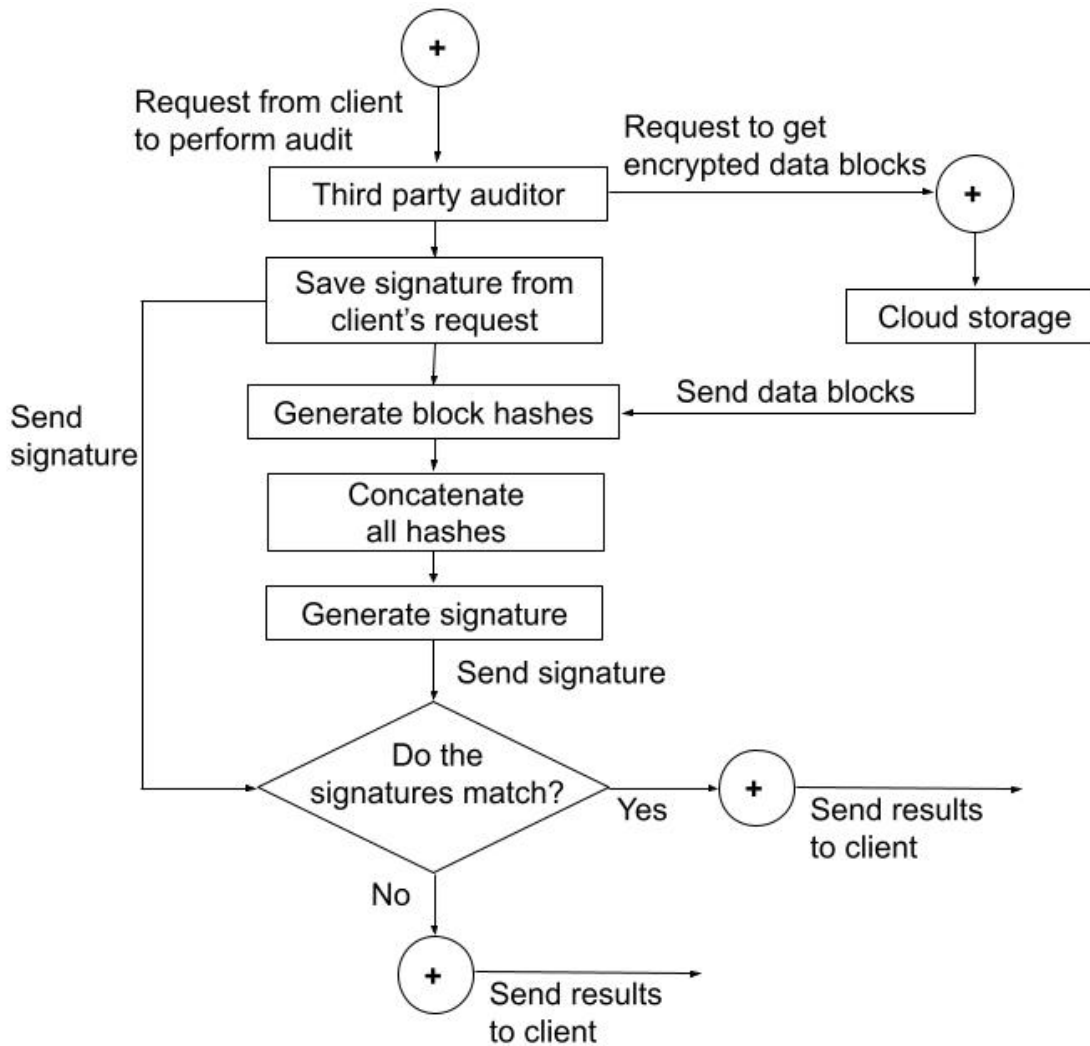 +
Request from client
to perform audit
Request to get
encrypted data blocks
Third party auditor
+
Save signature from
client's request
Cloud storage
Send data blocks
Generate block hashes
Send
signature
Concatenate
all hashes
Generate signature
Send signature
Do the
signatures match?
Yes
+
Send results
to client
No
+
Send results
to client